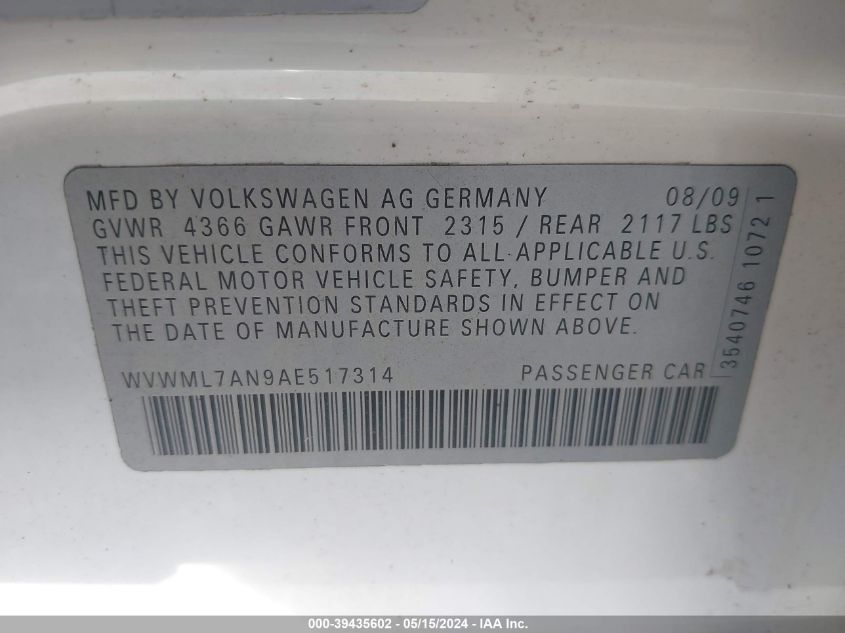 MFD BY VOLKSWAGEN AG GERMANY 08/09
GVWR 4366 GAWR FRONT 2315 / REAR 2117 LBS
THIS VEHICLE CONFORMS TO ALL APPLICABLE U.S.
FEDERAL MOTOR VEHICLE SAFETY, BUMPER AND
THEFT PREVENTION STANDARDS IN EFFECT ON
THE DATE OF MANUFACTURE SHOWN ABOVE.
WVWML7AN9AE517314 PASSENGER CAR
3540746 10721
000-39435602 - 05/15/2024 - IAA Inc.